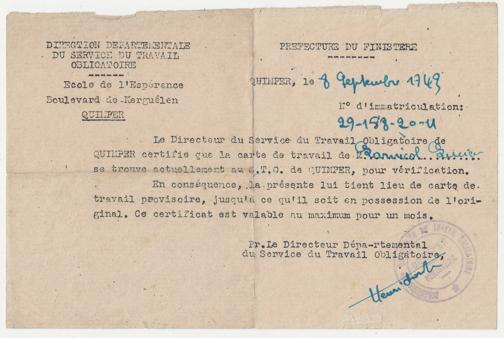 DIRECTION DEPARTEMENTALE
DU SERVICE DU TRAVAIL
OBLIGATOIRE
Ecole de l'Espérance
Boulevard de Kerguélen
QUIMPER
PREFECTURE DU FINISTERE
QUIMPER, le 8 Septembre 1943
N° d'immatriculation:
29-158-20-U
Le Directeur du Service du Travail Obligatoire de
QUIMPER certifie que la carte de travail de M.
se trouve actuellement au S.T.O. de QUIMPER, pour vérification.
En conséquence, la présente lui tient lieu de carte de
travail provisoire, jusqu'à ce qu'il soit en possession de l'ori-
ginal. Ce certificat est valable au maximum pour un mois.
Pr.Le Directeur Départemental
du Service du Travail Obligatoire,